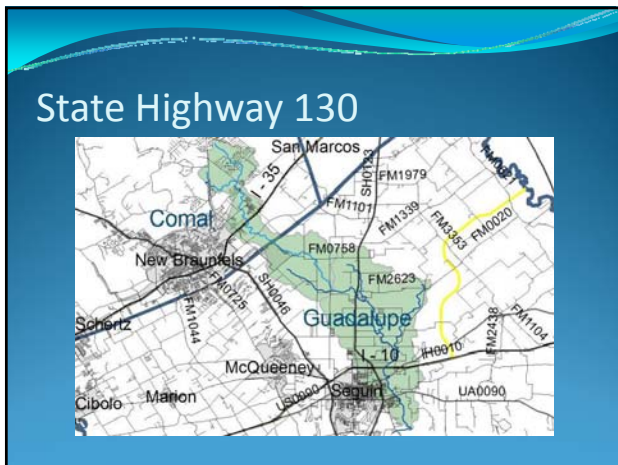 State Highway 130
San Marcos
I - 35
SH0123
FM1979
FM1101
FM1339
FM3353
FM0020
Comal
FM0758
New Braunfels
FM2623
FM0725
SH0046
Guadalupe
Schertz
FM1044
I - 10
IH0010
FM2438
FM1104
McQueeney
Seguin
UA0090
US0090
Marion
Cibolo